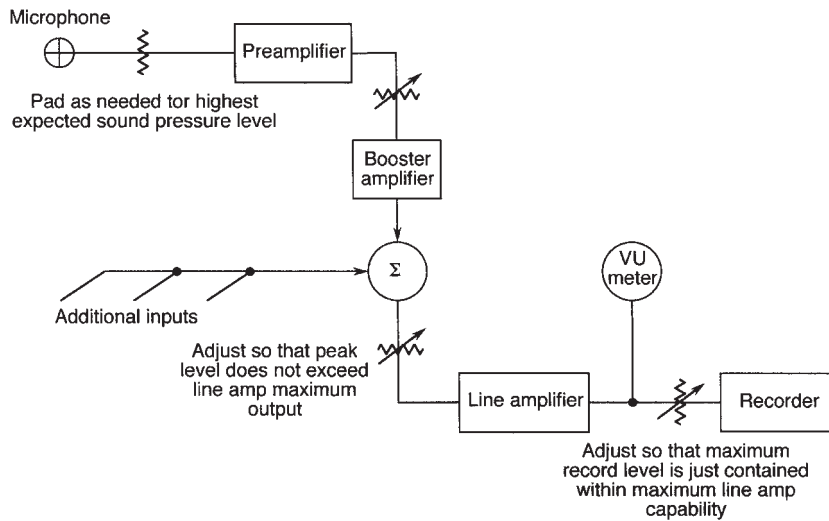 Microphone
Preamplifier
Pad as needed tor highest
expected sound pressure level
Booster
amplifier
Σ
VU
meter
Additional inputs
Adjust so that peak
level does not exceed
line amp maximum
output
Line amplifier
Recorder
Adjust so that maximum
record level is just contained
within maximum line amp
capability